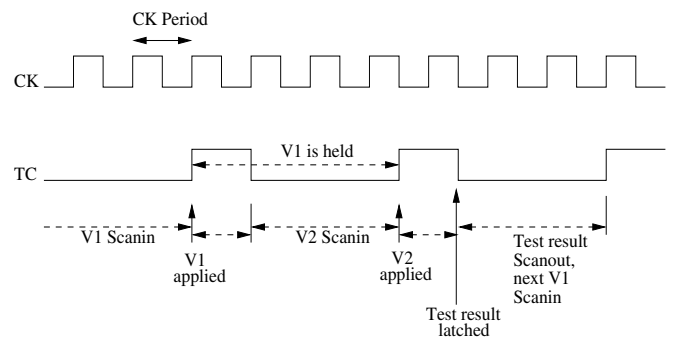 CK Period
CK
V1 is held
TC
V1 Scanin
V2 Scanin
V1
applied
V2
applied
Test result
Scanout,
next V1
Scanin
Test result
latched